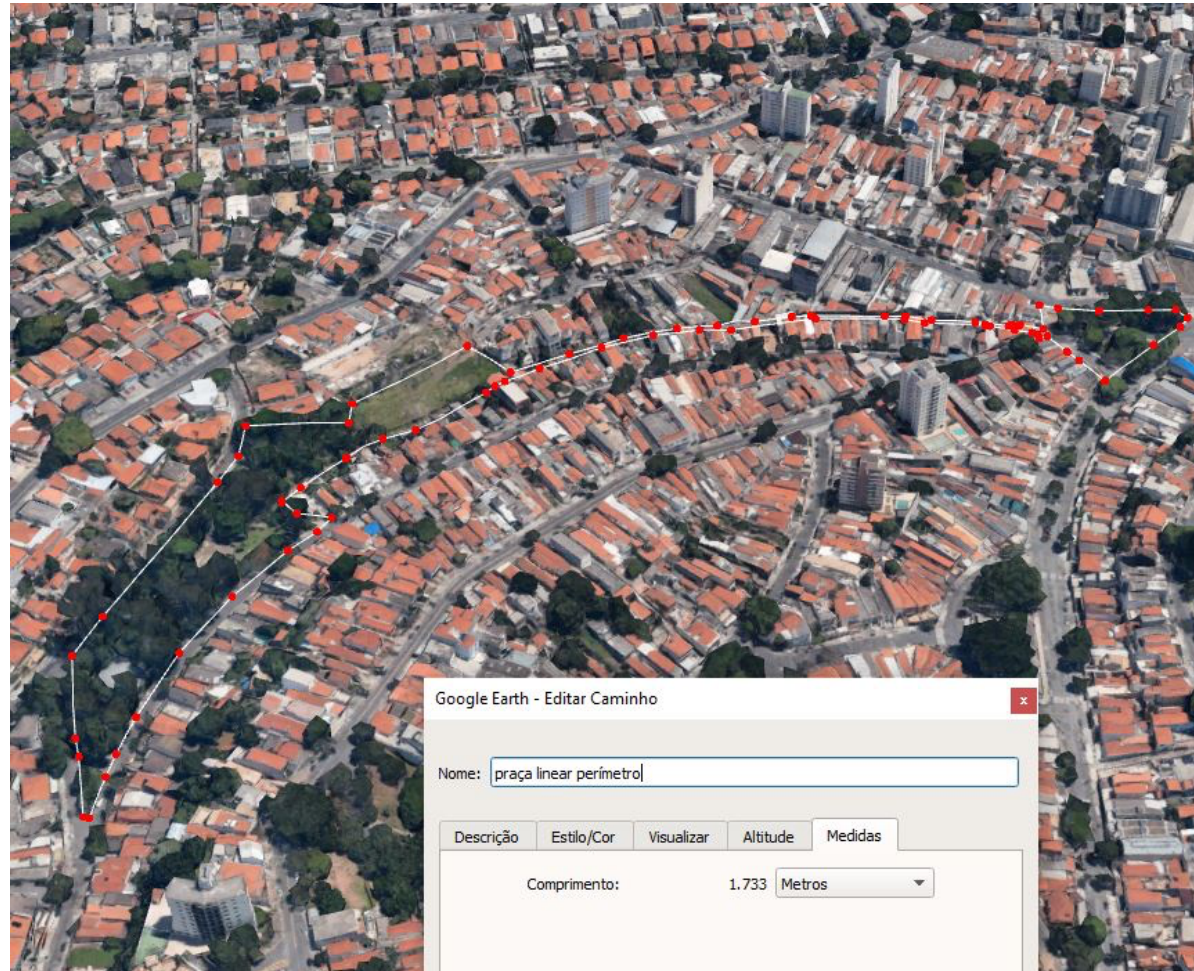 Google Earth - Editar Caminho
x
Nome: praça linear perímetro
Descrição Estilo/Cor Visualizar Altitude Medidas
Comprimento: 1.733 Metros